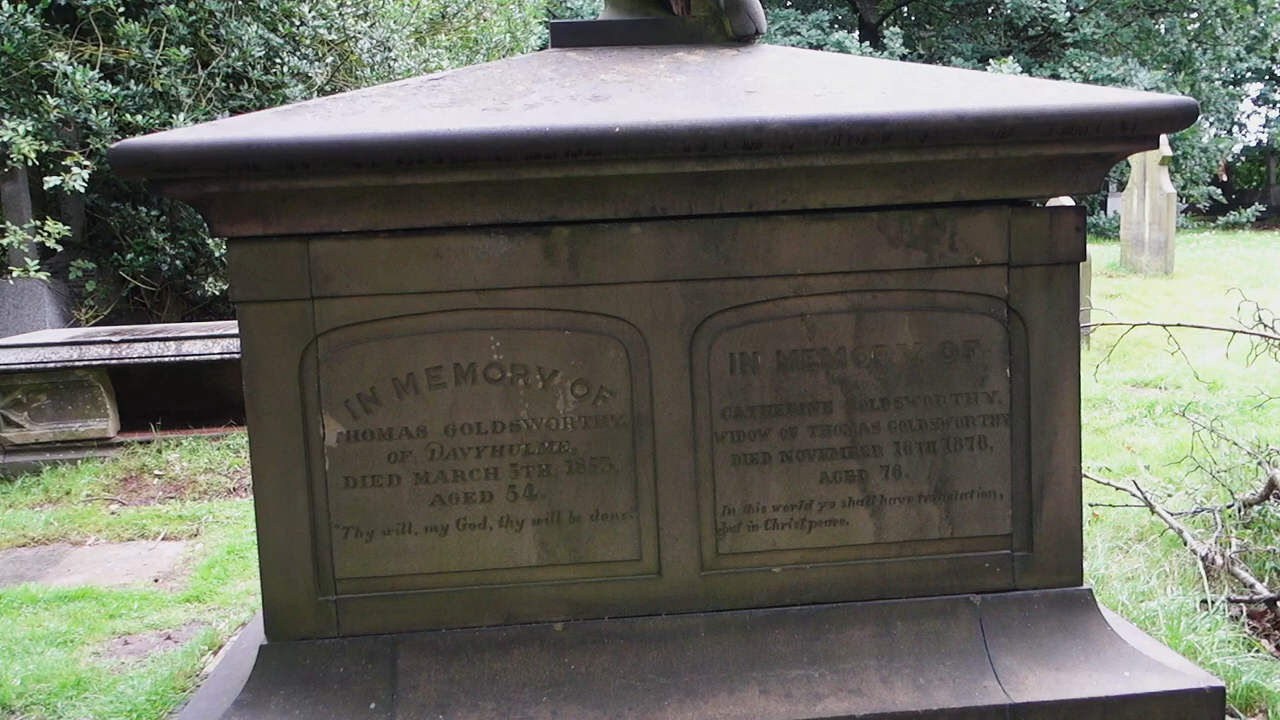 IN MEMORY OF
THOMAS GOLDSWORTHY,
OF DAVYHULME,
DIED MARCH 5TH, 1853,
AGED 54.
"Thy will, my God, thy will be done."
IN MEMORY OF
CATHERINE GOLDSWORTHY,
WIDOW OF THOMAS GOLDSWORTHY
DIED NOVEMBER 16TH 1878,
AGED 76.
In this world ye shall have tribulation,
in Christ peace.